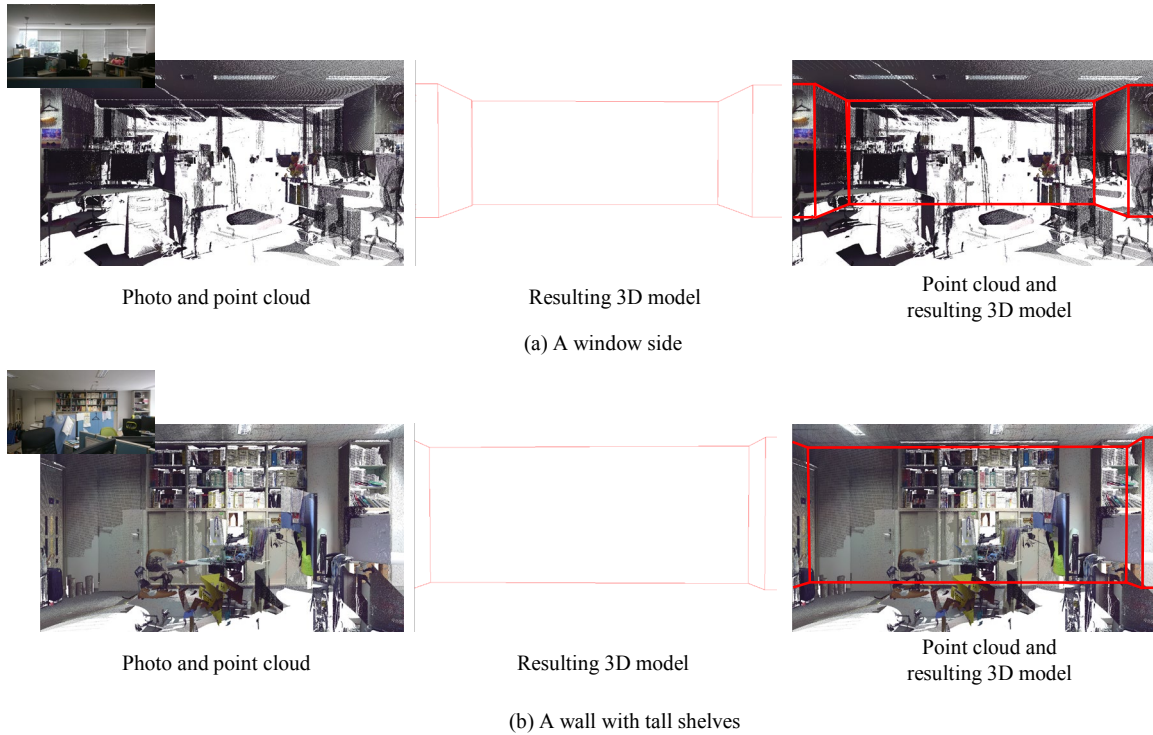 Photo and point cloud
Resulting 3D model
Point cloud and
resulting 3D model
(a) A window side
Photo and point cloud
Resulting 3D model
Point cloud and
resulting 3D model
(b) A wall with tall shelves